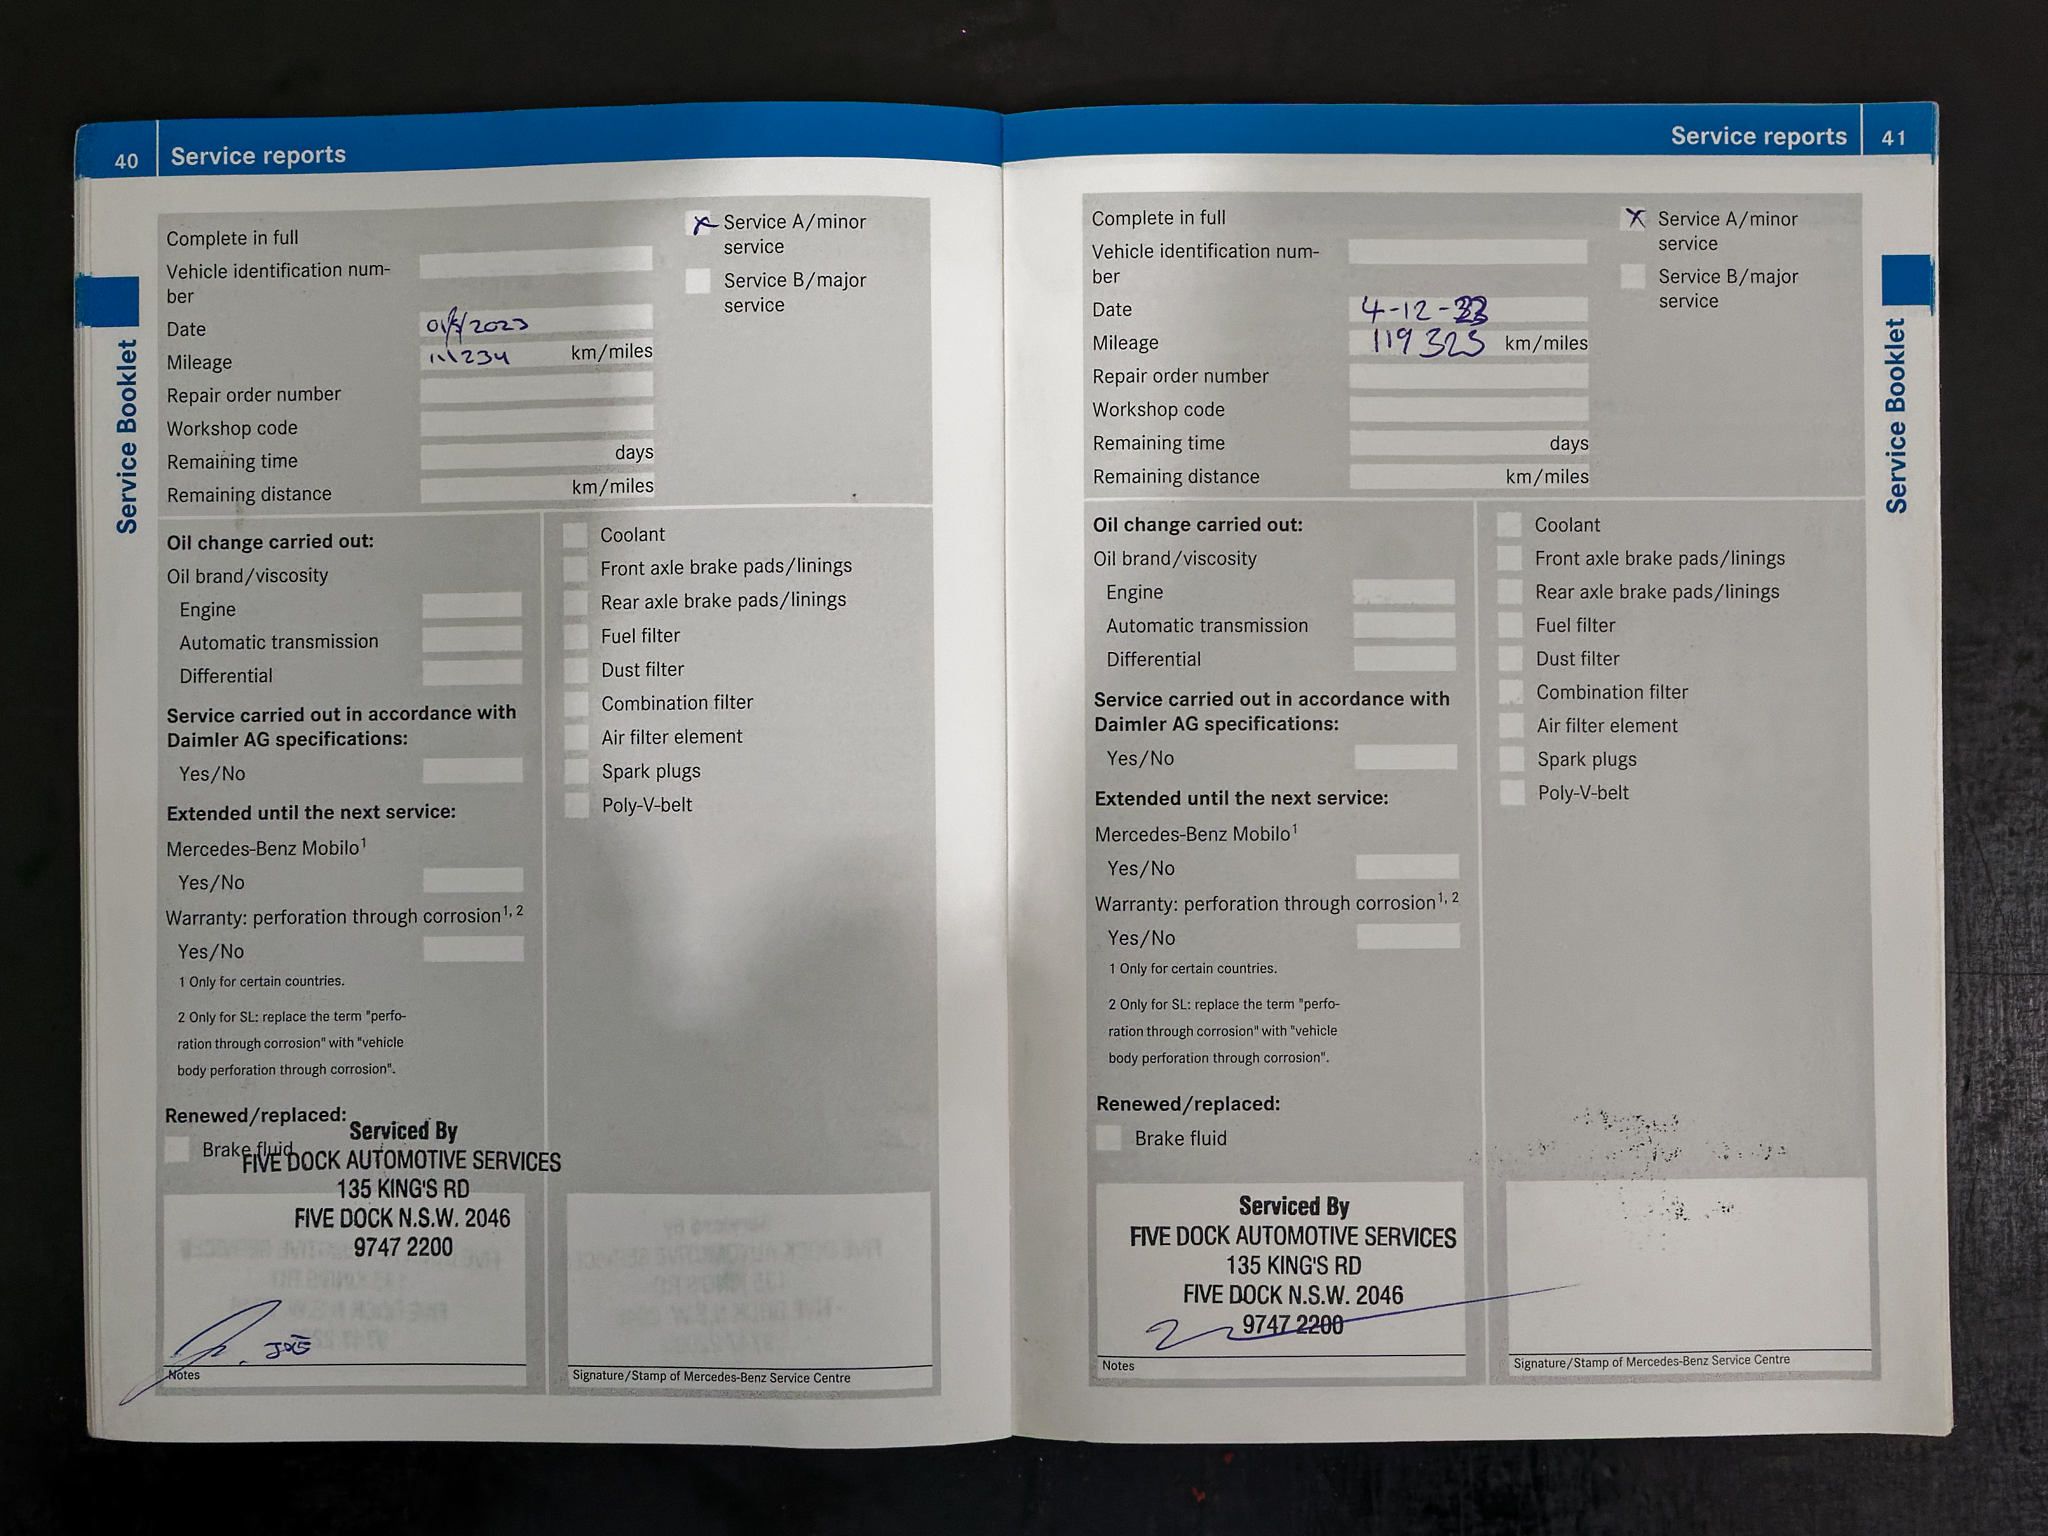 40 Service reports
Complete in full
x Service A/minor
service
Vehicle identification num-
ber
Service B/major
service
Date
2023
Mileage 111234 km/miles
Repair order number
Workshop code
Remaining time days
Remaining distance km/miles
Oil change carried out:
Oil brand/viscosity
Engine
Automatic transmission
Differential
Service carried out in accordance with
Daimler AG specifications:
Yes/No
Extended until the next service:
Mercedes-Benz Mobilo1
Yes/No
Warranty: perforation through corrosion1, 2
Yes/No
1 Only for certain countries.
2 Only for SL: replace the term "perfo-
ration through corrosion" with "vehicle
body perforation through corrosion".
Renewed/replaced:
Brake fluid
Coolant
Front axle brake pads/linings
Rear axle brake pads/linings
Fuel filter
Dust filter
Combination filter
Air filter element
Spark plugs
Poly-V-belt
Serviced By
FIVE DOCK AUTOMOTIVE SERVICES
135 KING'S RD
FIVE DOCK N.S.W. 2046
9747 2200
JOE
Notes
Signature/Stamp of Mercedes-Benz Service Centre
Service Booklet
Service reports 41
Complete in full
x Service A/minor
service
Vehicle identification num-
ber
Service B/major
service
Date 4-12-23
Mileage 119325 km/miles
Repair order number
Workshop code
Remaining time days
Remaining distance km/miles
Oil change carried out:
Oil brand/viscosity
Engine
Automatic transmission
Differential
Service carried out in accordance with
Daimler AG specifications:
Yes/No
Extended until the next service:
Mercedes-Benz Mobilo1
Yes/No
Warranty: perforation through corrosion1, 2
Yes/No
1 Only for certain countries.
2 Only for SL: replace the term "perfo-
ration through corrosion" with "vehicle
body perforation through corrosion".
Renewed/replaced:
Brake fluid
Coolant
Front axle brake pads/linings
Rear axle brake pads/linings
Fuel filter
Dust filter
Combination filter
Air filter element
Spark plugs
Poly-V-belt
Serviced By
FIVE DOCK AUTOMOTIVE SERVICES
135 KING'S RD
FIVE DOCK N.S.W. 2046
9747 2200
Notes
Signature/Stamp of Mercedes-Benz Service Centre
Service Booklet